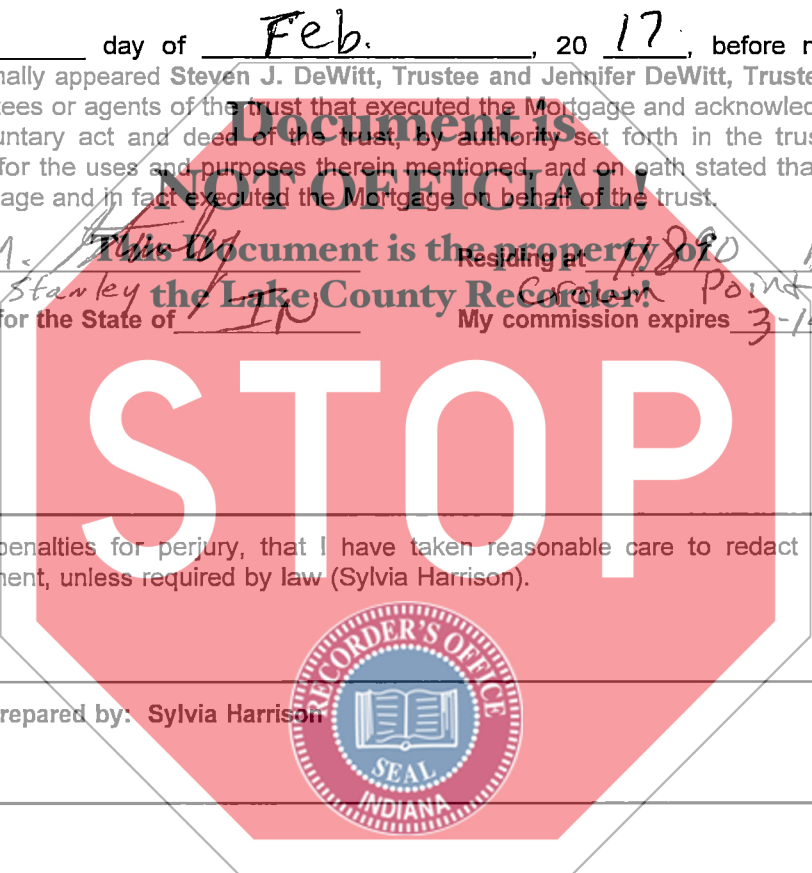 day of Feb. , 20 17 , before
nally appeared Steven J. DeWitt, Trustee and Jennifer DeWitt, Truste
tees or agents of the trust that executed the Mortgage and acknowled
untary act and deed of the trust, by authority set forth in the trus
for the uses and purposes therein mentioned, and on oath stated tha
age and in fact executed the Mortgage on behalf of the trust.
Document is
NOT OFFICIAL!
This Document is the property of
the Lake County Recorder!
Residing at 11890
Stanley Point
for the State of IN My commission expires 3-1
STOP
penalties for perjury, that I have taken reasonable care to redact
ment, unless required by law (Sylvia Harrison).
repared by: Sylvia Harrison
RECORDER'S OFFICE
SEAL
INDIANA